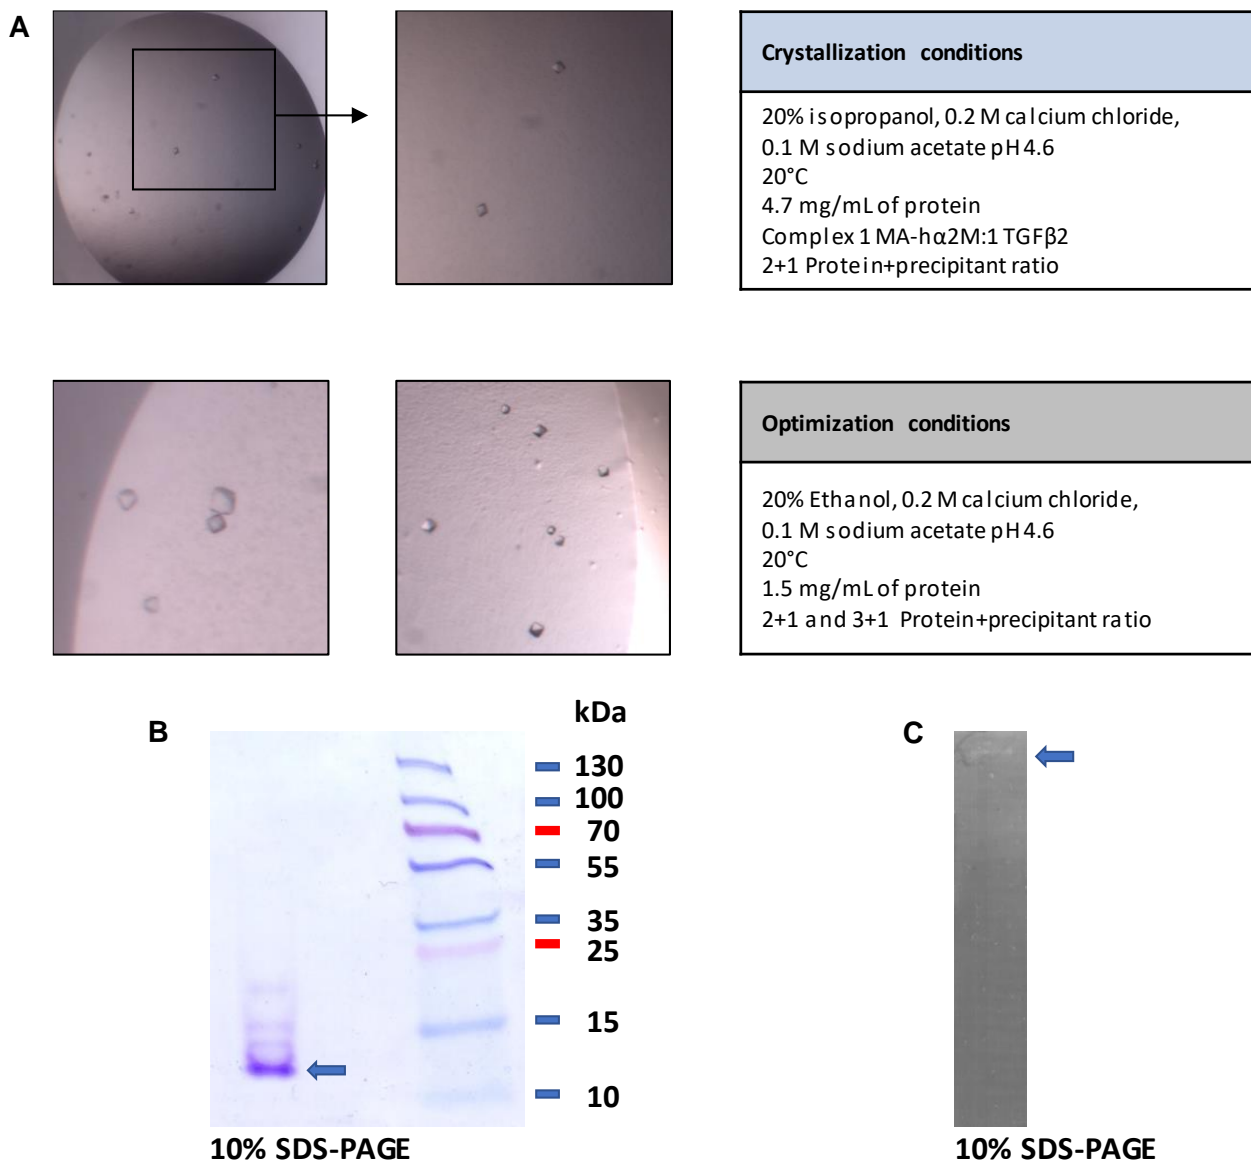 A
Crystallization conditions
20% isopropanol, 0.2 M calcium chloride,
0.1 M sodium acetate pH 4.6
20°C
4.7 mg/mL of protein
Complex 1 MA-hα2M:1 TGFβ2
2+1 Protein+precipitant ratio
Optimization conditions
20% Ethanol, 0.2 M calcium chloride,
0.1 M sodium acetate pH 4.6
20°C
1.5 mg/mL of protein
2+1 and 3+1 Protein+precipitant ratio
B
kDa
130
100
70
55
35
25
15
10
10% SDS-PAGE
C
10% SDS-PAGE